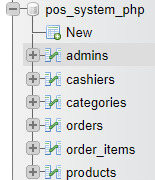 pos_system_php
New
admins
cashiers
categories
orders
order_items
products